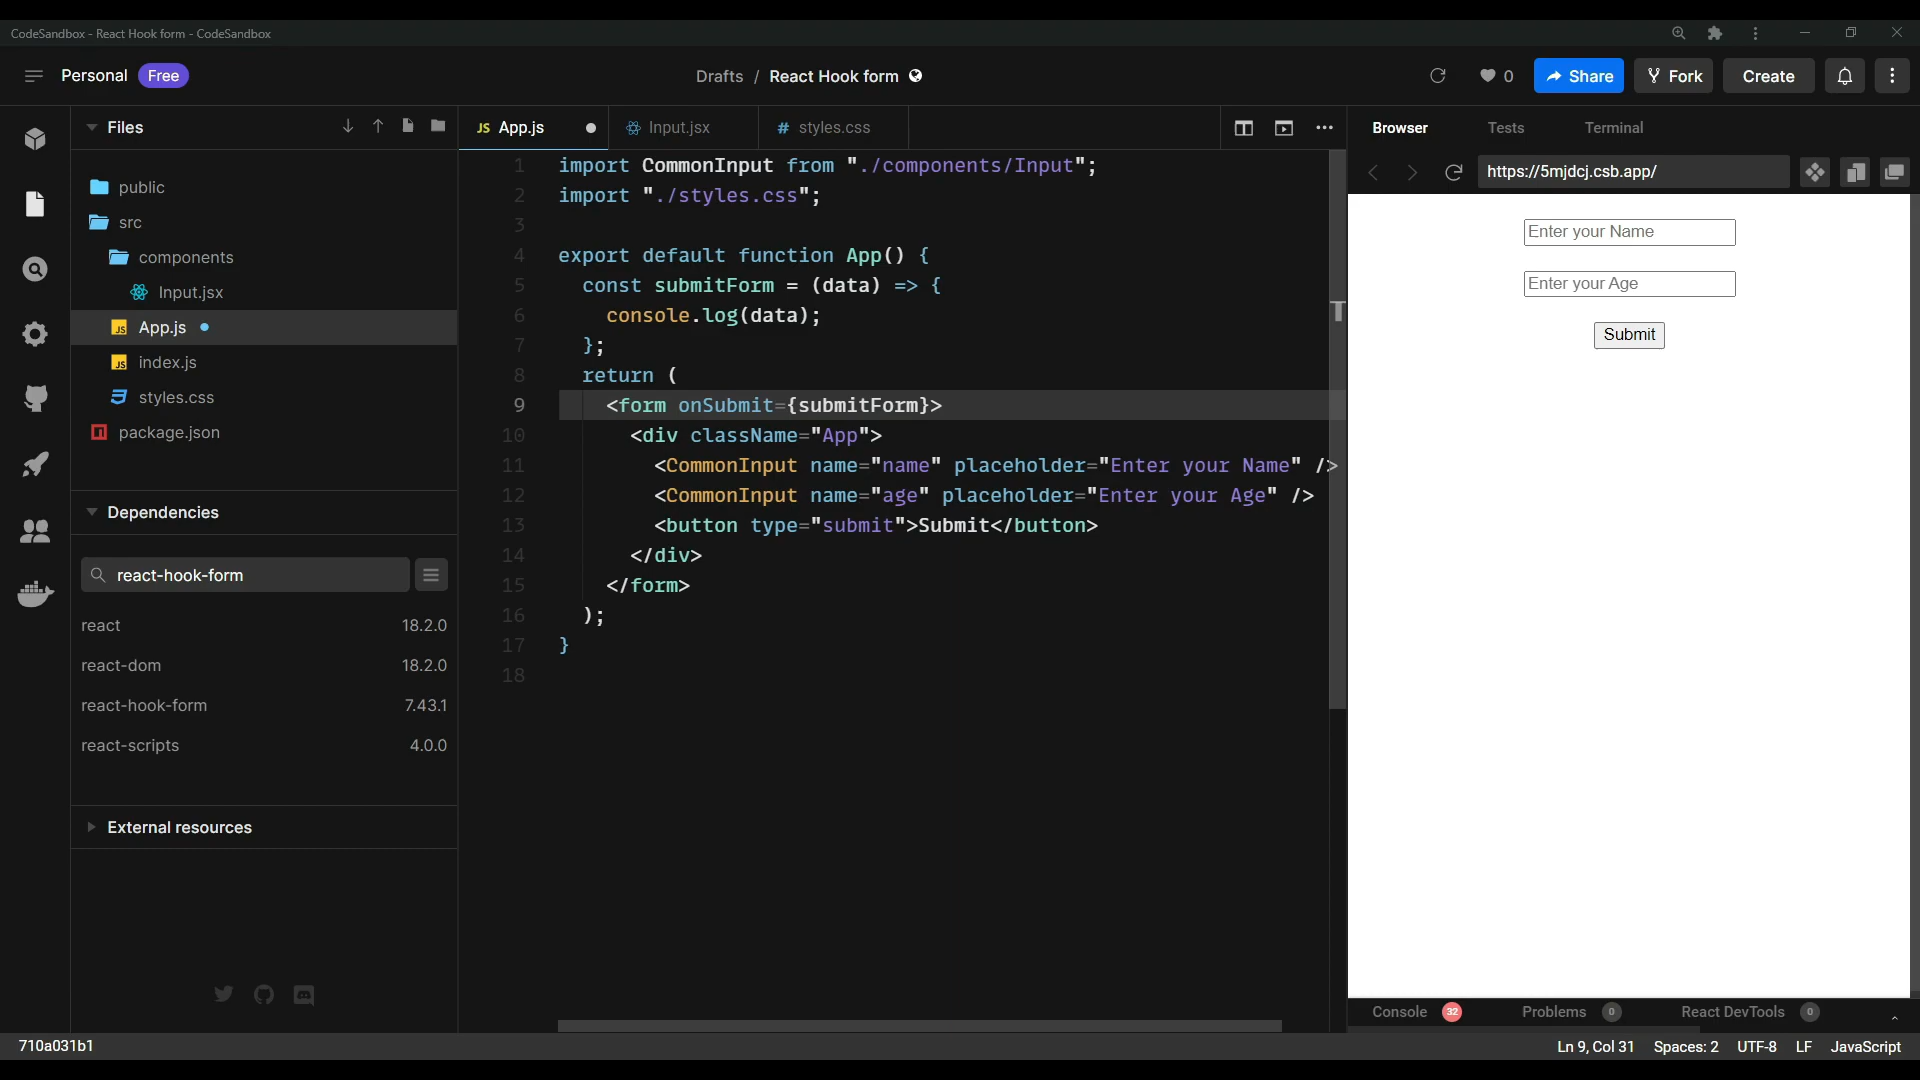 CodeSandbox - React Hook form - CodeSandbox
Personal Free
Drafts / React Hook form
0
Share
Fork
Create
Files
public
src
components
Input.jsx
JS App.js
index.js
styles.css
package.json
Dependencies
react-hook-form
react 18.2.0
react-dom 18.2.0
react-hook-form 7.43.1
react-scripts 4.0.0
External resources
JS App.js
Input.jsx
# styles.css
1 import CommonInput from "./components/Input";
2 import "./styles.css";
3
4 export default function App() {
5 const submitForm = (data) => {
6 console.log(data);
7 };
8 return (
9 <form onSubmit={submitForm}>
10 <div className="App">
11 <CommonInput name="name" placeholder="Enter your Name" />
12 <CommonInput name="age" placeholder="Enter your Age" />
13 <button type="submit">Submit</button>
14 </div>
15 </form>
16 );
17 }
18
Browser
Tests
Terminal
https://5mjdcj.csb.app/
Enter your Name
Enter your Age
Submit
Console 32
Problems 0
React DevTools 0
710a031b1
Ln 9, Col 31
Spaces: 2
UTF-8
LF
JavaScript